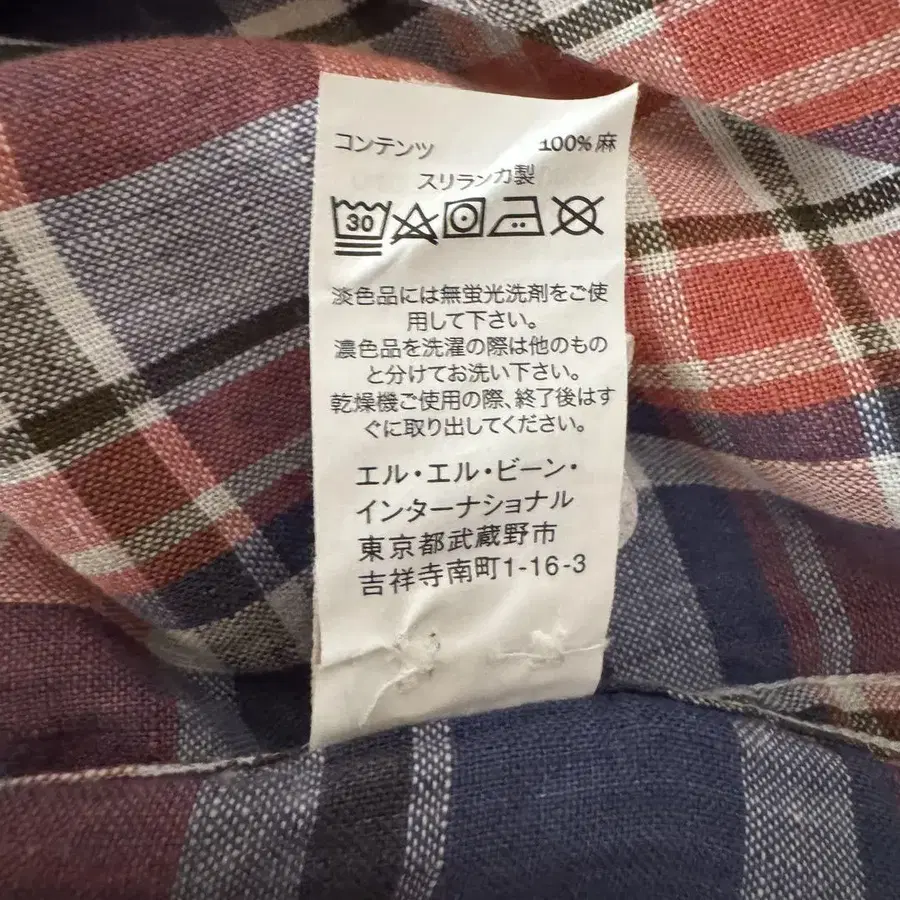 コンテンツ 100% 麻
スリランカ製
30
淡色品には無蛍光洗剤をご使
用して下さい。
濃色品を洗濯の際は他のもの
と分けてお洗い下さい。
乾燥機ご使用の際、終了後はす
ぐに取り出してください。
エル・エル・ビーン・
インターナショナル
東京都武蔵野市
吉祥寺南町1-16-3